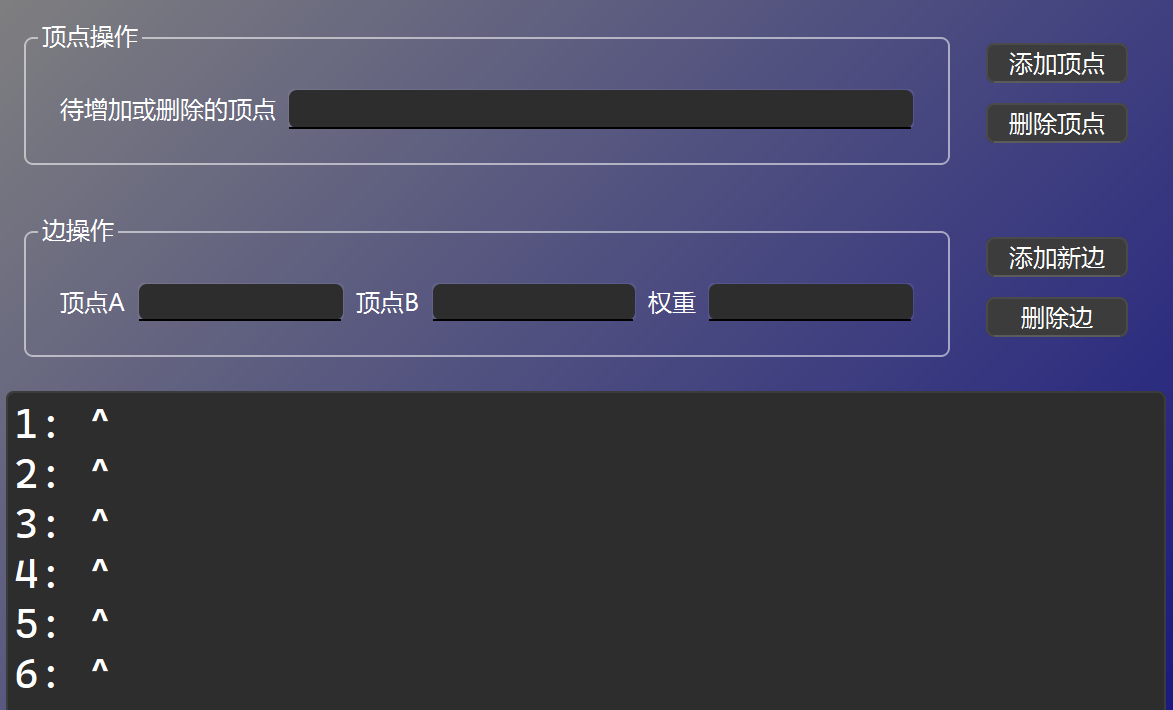 顶点操作
待增加或删除的顶点
添加顶点
删除顶点
边操作
顶点A 顶点B 权重
添加新边
删除边
1: ^
2: ^
3: ^
4: ^
5: ^
6: ^